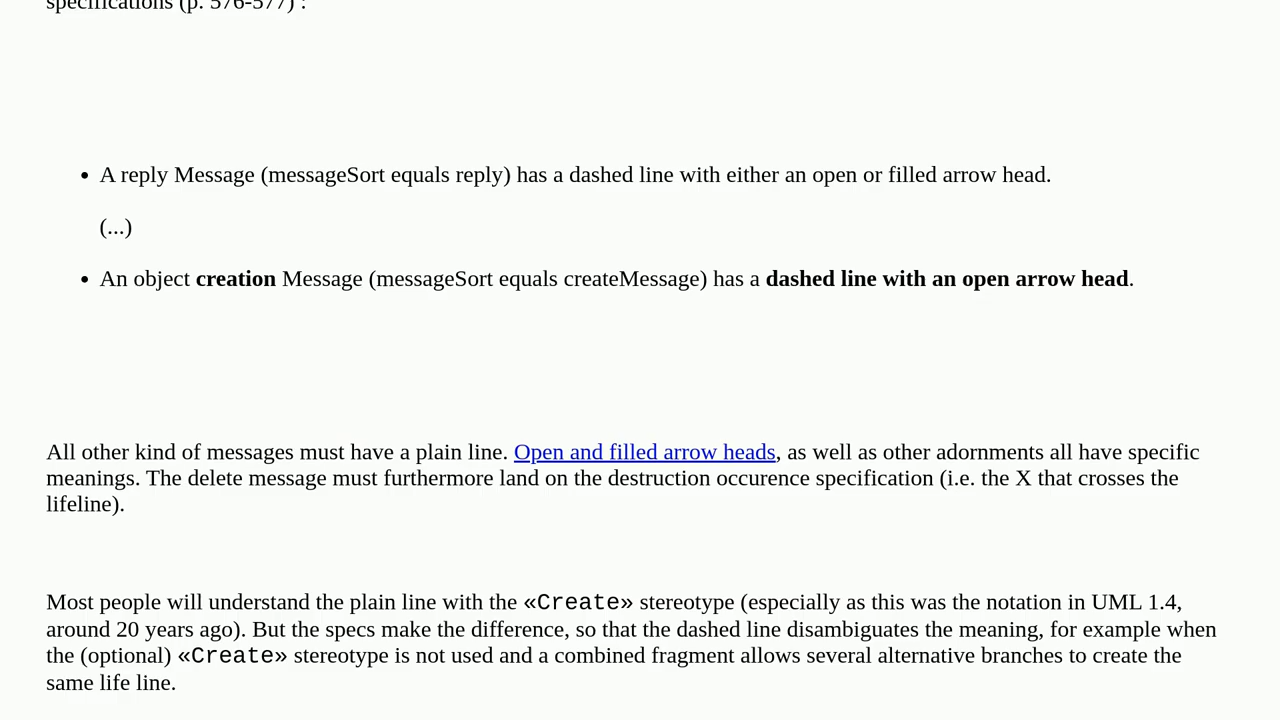 specifications (p. 576-577) :
• A reply Message (messageSort equals reply) has a dashed line with either an open or filled arrow head.
(...)
• An object creation Message (messageSort equals createMessage) has a dashed line with an open arrow head.
All other kind of messages must have a plain line. Open and filled arrow heads, as well as other adornments all have specific
meanings. The delete message must furthermore land on the destruction occurence specification (i.e. the X that crosses the
lifeline).
Most people will understand the plain line with the «Create» stereotype (especially as this was the notation in UML 1.4,
around 20 years ago). But the specs make the difference, so that the dashed line disambiguates the meaning, for example when
the (optional) «Create» stereotype is not used and a combined fragment allows several alternative branches to create the
same life line.